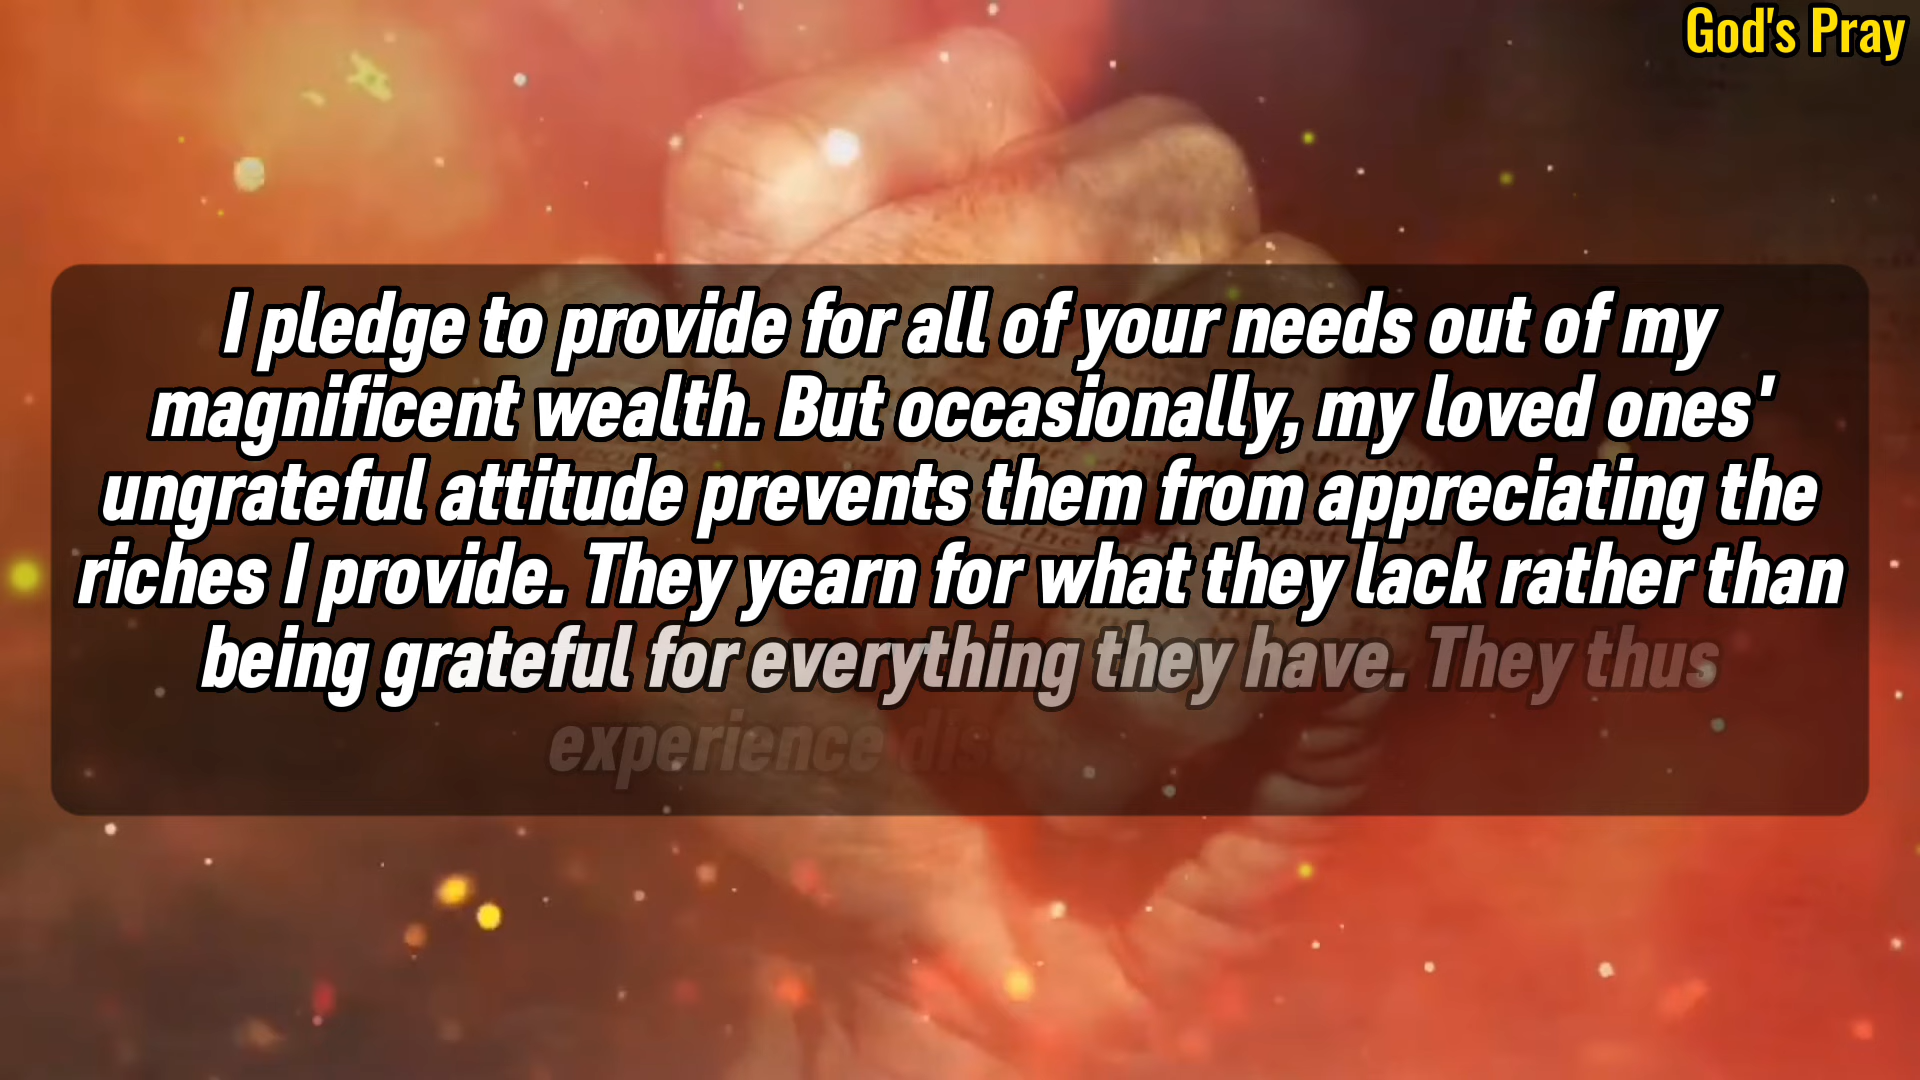 God's Pray
I pledge to provide for all of your needs out of my
magnificent wealth. But occasionally, my loved ones'
ungrateful attitude prevents them from appreciating the
riches I provide. They yearn for what they lack rather than
being grateful for everything they have. They thus
experience